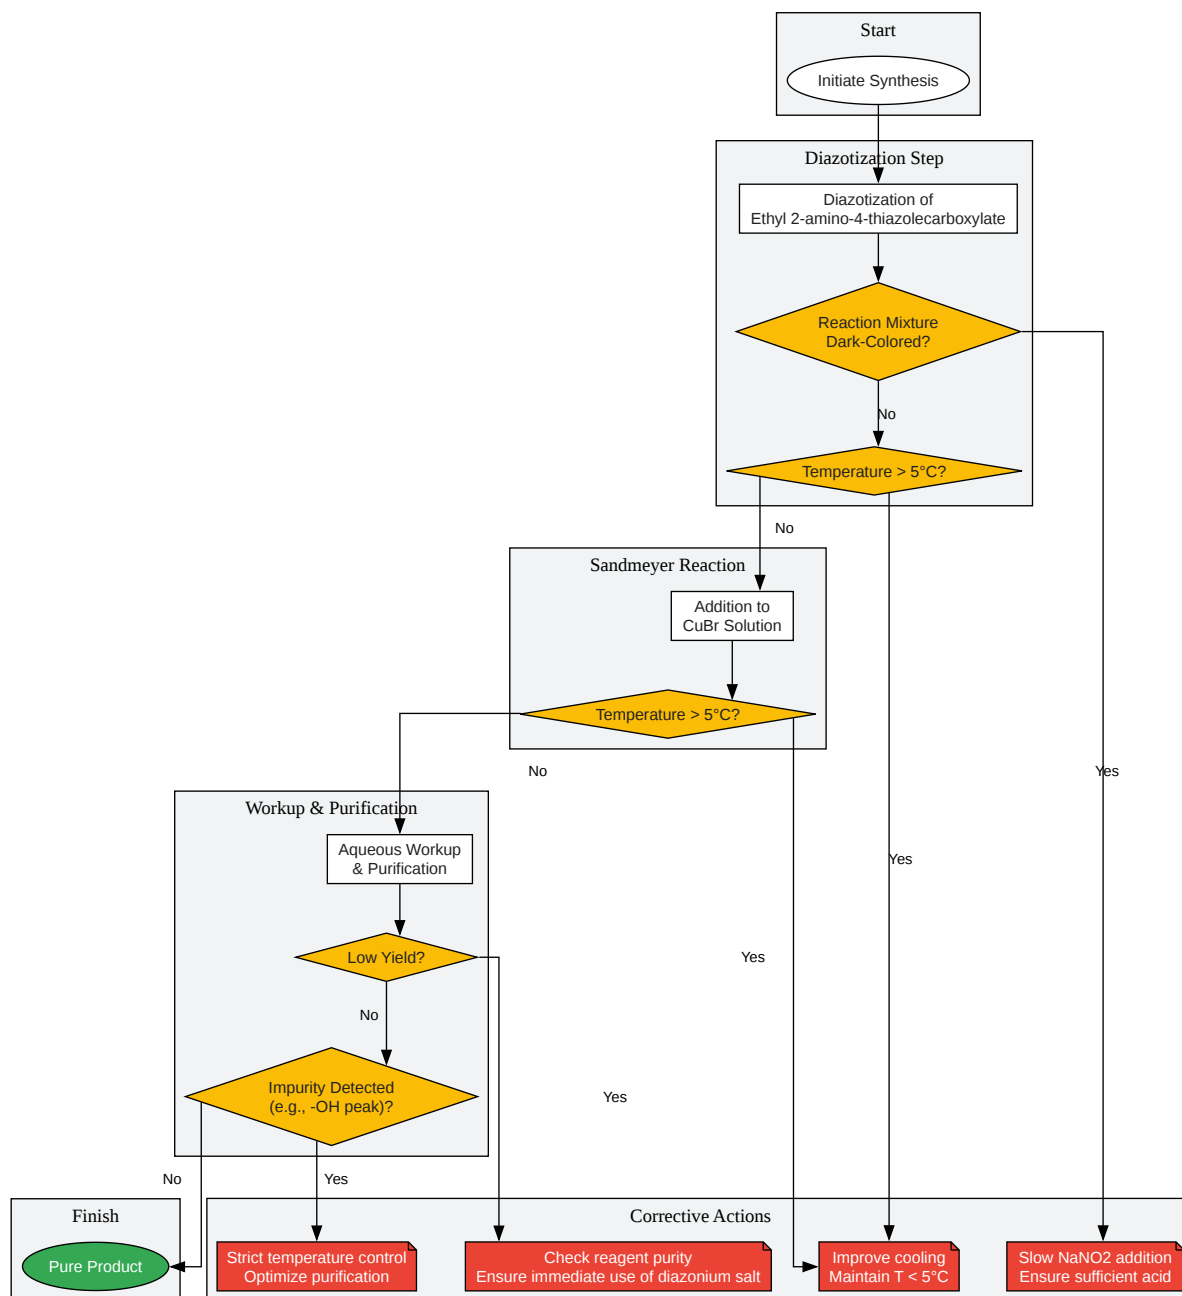 Start
Initiate Synthesis
Diazotization Step
Diazotization of
Ethyl 2-amino-4-thiazolecarboxylate
Reaction Mixture
Dark-Colored?
No
Temperature > 5°C?
No
Sandmeyer Reaction
Addition to
CuBr Solution
Temperature > 5°C?
No
Yes
Workup & Purification
Aqueous Workup
& Purification
Yes
Low Yield?
Yes
No
Impurity Detected
(e.g., -OH peak)?
Yes
No
Yes
Finish
Pure Product
Corrective Actions
Strict temperature control
Optimize purification
Check reagent purity
Ensure immediate use of diazonium salt
Improve cooling
Maintain T < 5°C
Slow NaNO2 addition
Ensure sufficient acid